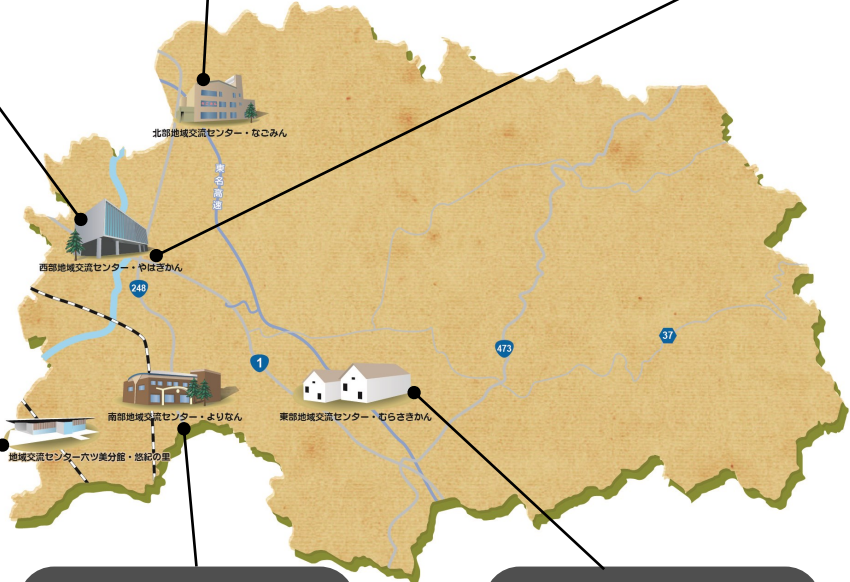 北部地域交流センター・なごみん
東名高速
西部地域交流センター・やはぎかん
248
1
473
37
南部地域交流センター・よりなん
東部地域交流センター・むらさきかん
地域交流センター六ツ美分館・悠紀の里